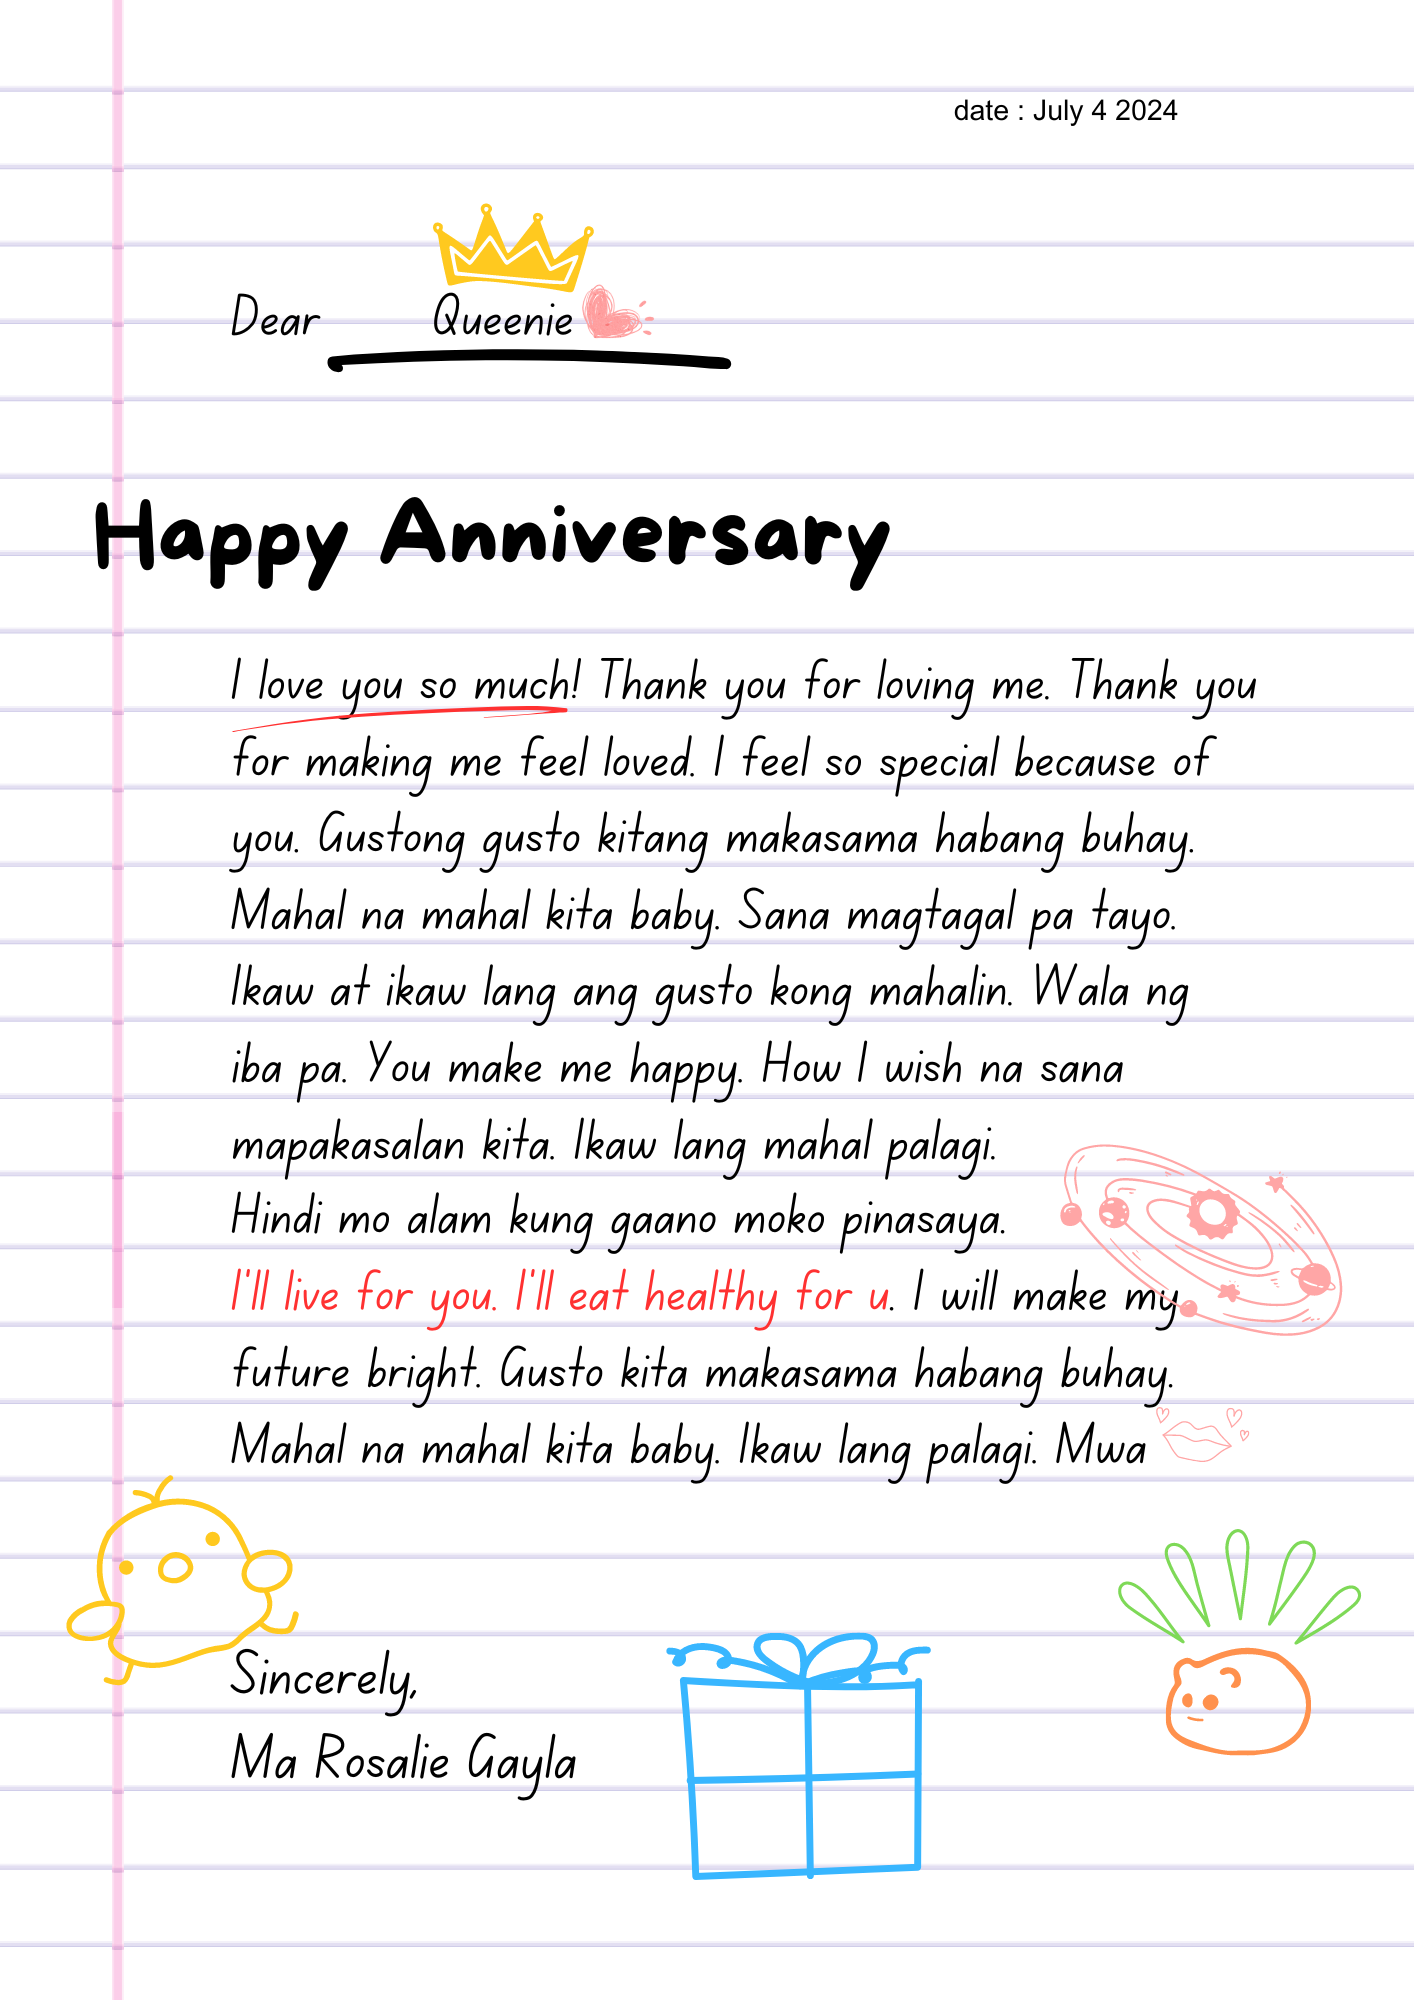 date : July 4 2024
Dear Queenie
Happy Anniversary
I love you so much! Thank you for loving me. Thank you
for making me feel loved. I feel so special because of
you. Gustong gusto kitang makasama habang buhay.
Mahal na mahal kita baby. Sana magtagal pa tayo.
Ikaw at ikaw lang ang gusto kong mahalin. Wala ng
iba pa. You make me happy. How I wish na sana
mapakasalan kita. Ikaw lang mahal palagi.
Hindi mo alam kung gaano moko pinasaya.
I'll live for you. I'll eat healthy for u. I will make my
future bright. Gusto kita makasama habang buhay.
Mahal na mahal kita baby. Ikaw lang palagi. Mwa
Sincerely,
Ma Rosalie Gayla